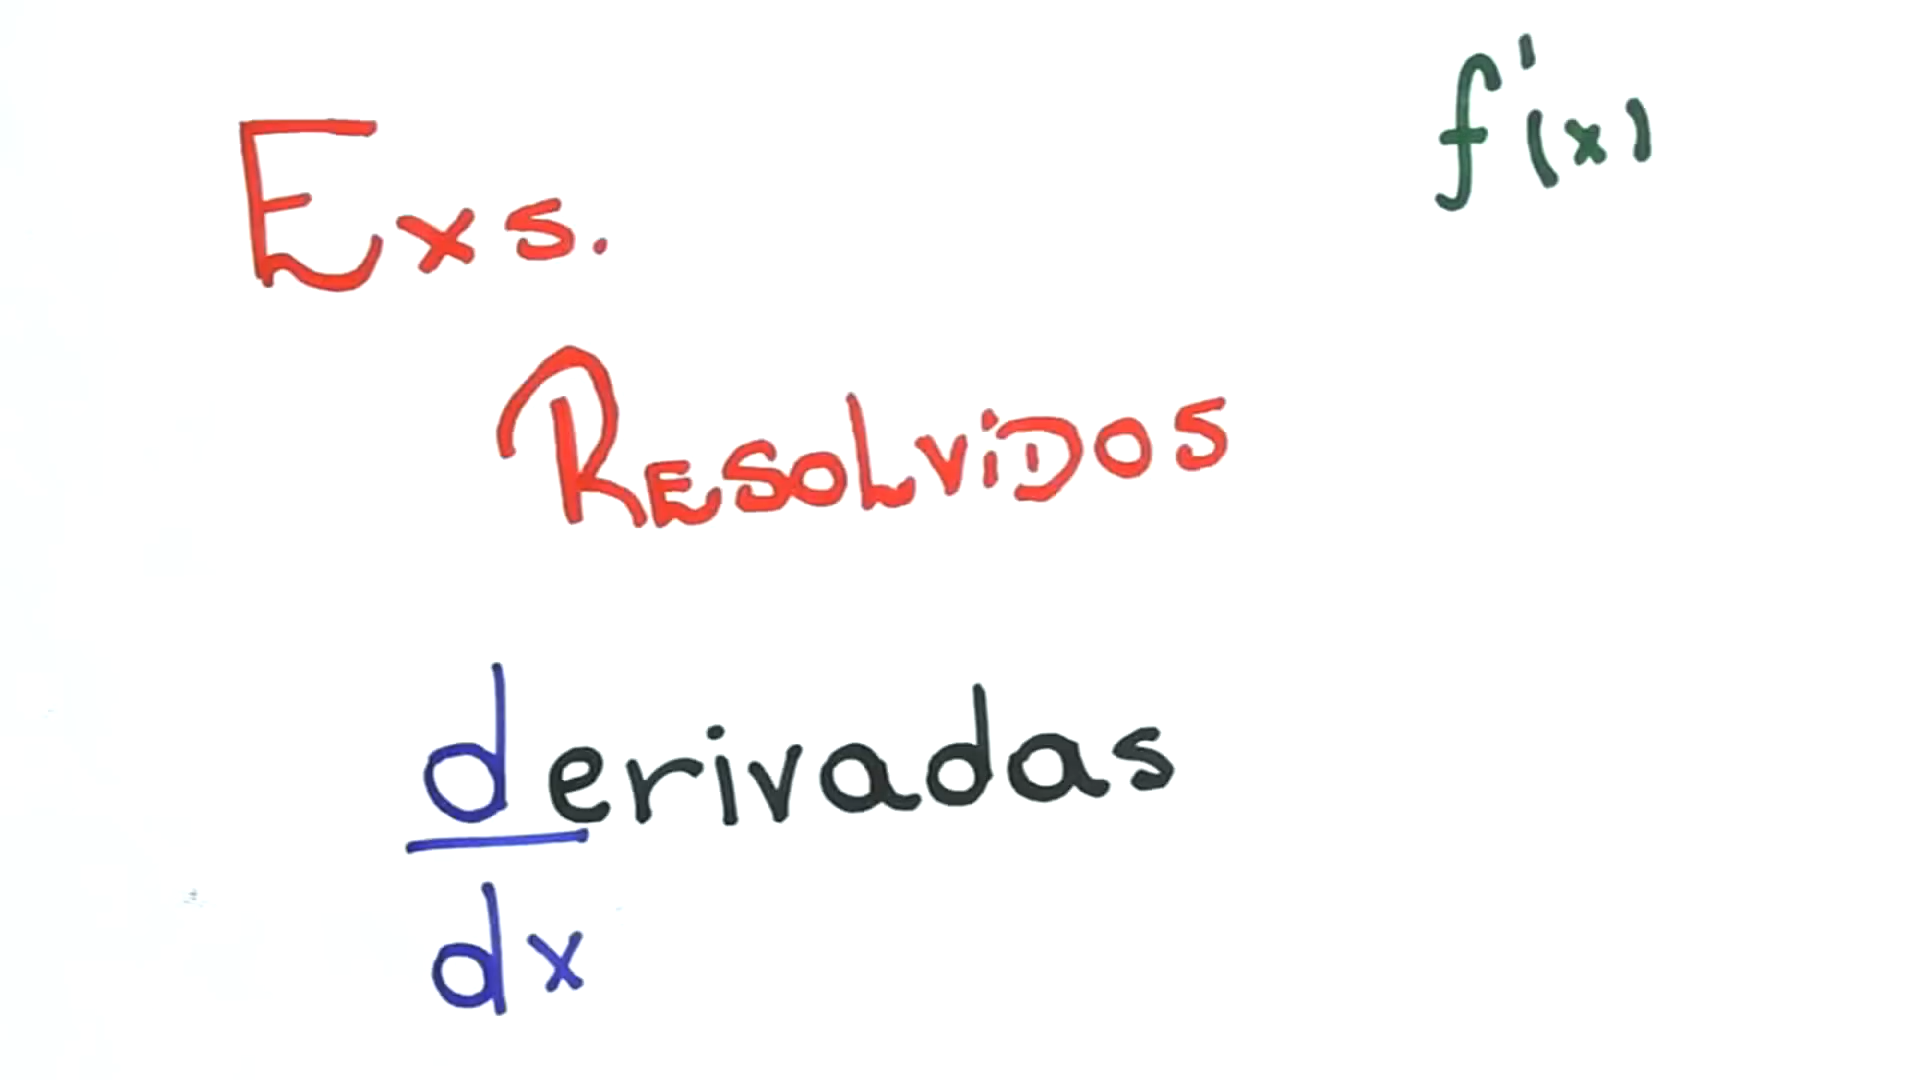 f'(x)
Exs.
RESOLViDOS
derivadas
dx